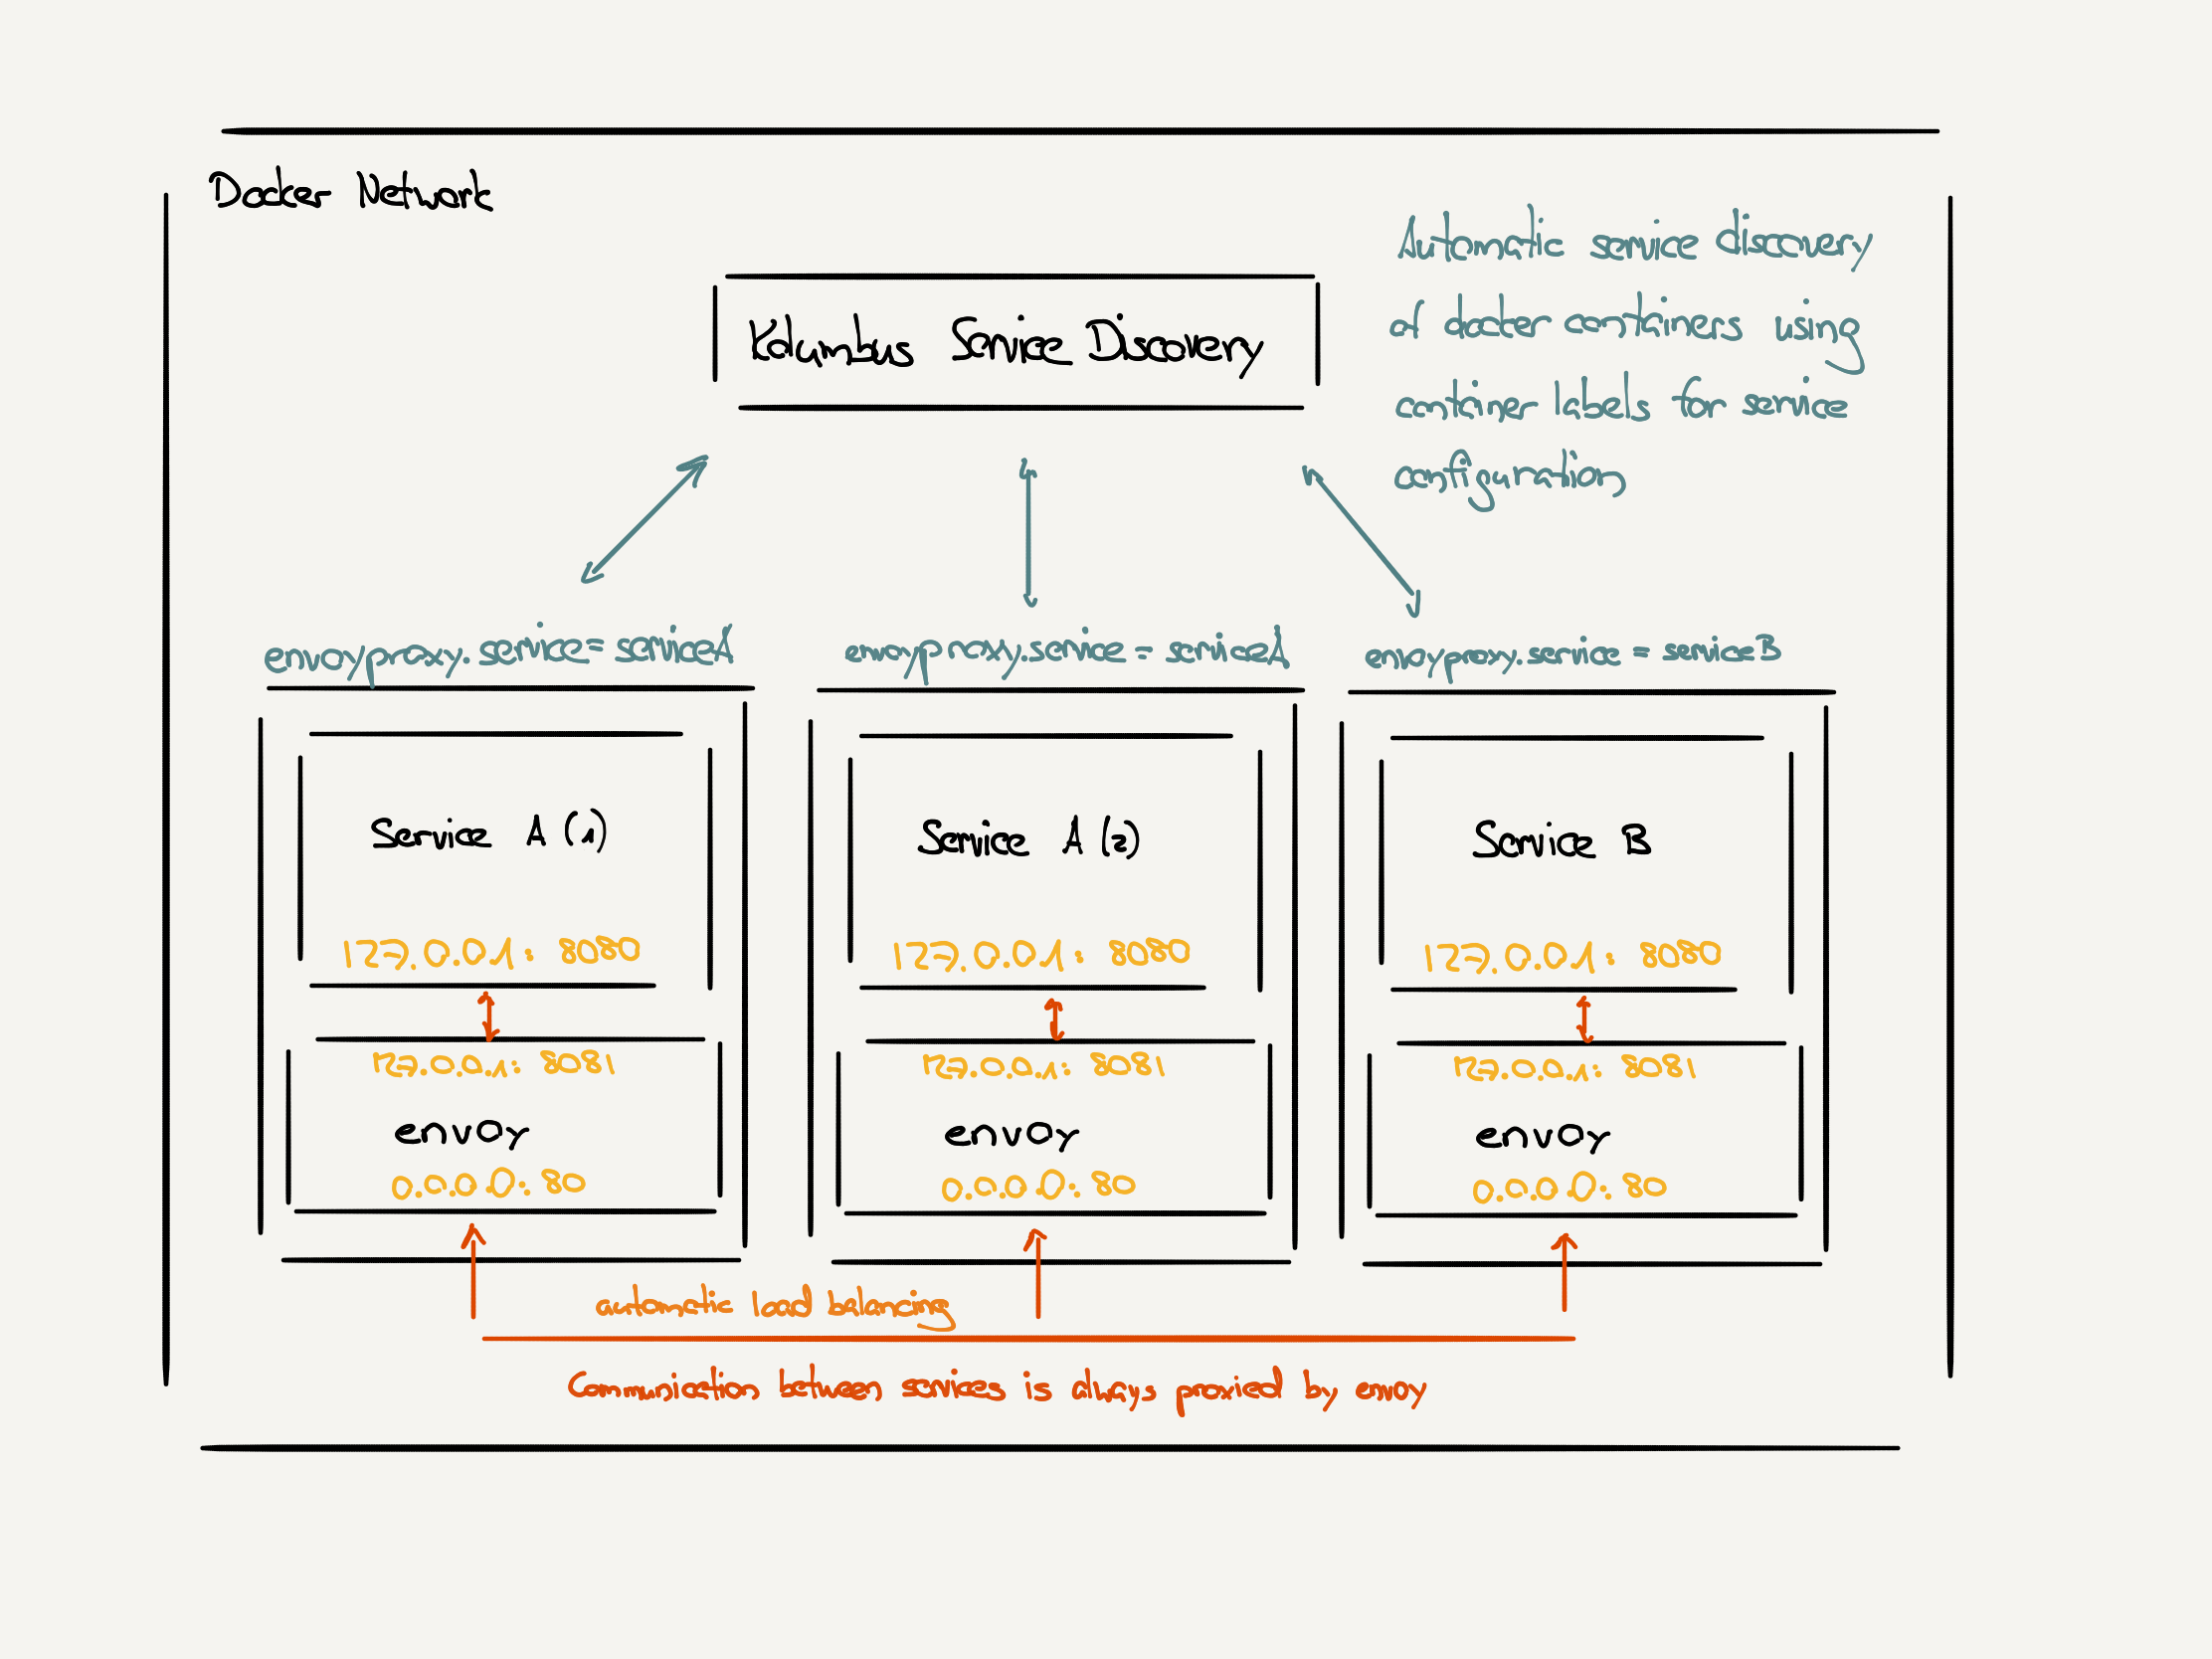 Docker Network
Automatic service discovery
of docker containers using
container labels for service
configuration
Kolumbus Service Discovery
envoyproxy.service=serviceA
envoyproxy.service=serviceA
envoyproxy.service=serviceB
Service A (1)
127.0.0.1:8080
127.0.0.1:8081
envoy
0.0.0.0:80
Service A (2)
127.0.0.1:8080
127.0.0.1:8081
envoy
0.0.0.0:80
Service B
127.0.0.1:8080
127.0.0.1:8081
envoy
0.0.0.0:80
automatic load balancing
Communication between services is always proxied by envoy